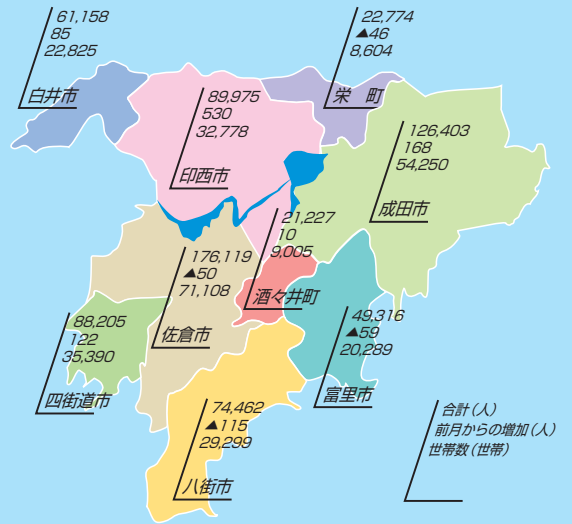 61,158
85
22,825
白井市
22,774
▲46
8,604
栄　町
89,975
530
32,778
印西市
126,403
168
54,250
成田市
21,227
10
9,005
酒々井町
176,119
▲50
71,108
佐倉市
88,205
122
35,390
四街道市
49,316
▲59
20,289
富里市
74,462
▲115
29,299
八街市
合計（人）
前月からの増加（人）
世帯数（世帯）